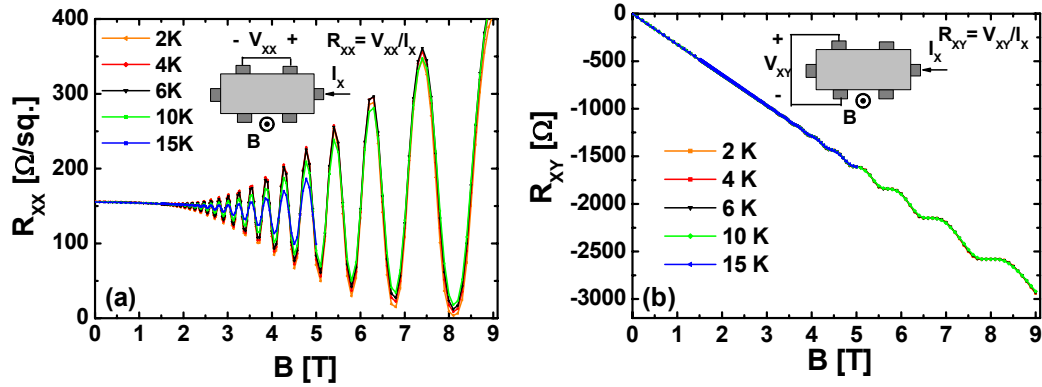 - V_XX + R_XX= V_XX/I_X
I_X
B
2K
4K
6K
10K
15K
400
300
200
100
0
R_XX [Ω/sq.]
(a)
0 1 2 3 4 5 6 7 8 9
B [T]
+ R_XY= V_XY/I_X
V_XY
I_X
-
B
2 K
4 K
6 K
10 K
15 K
0
-500
-1000
-1500
-2000
-2500
-3000
R_XY [Ω]
(b)
0 1 2 3 4 5 6 7 8 9
B [T]